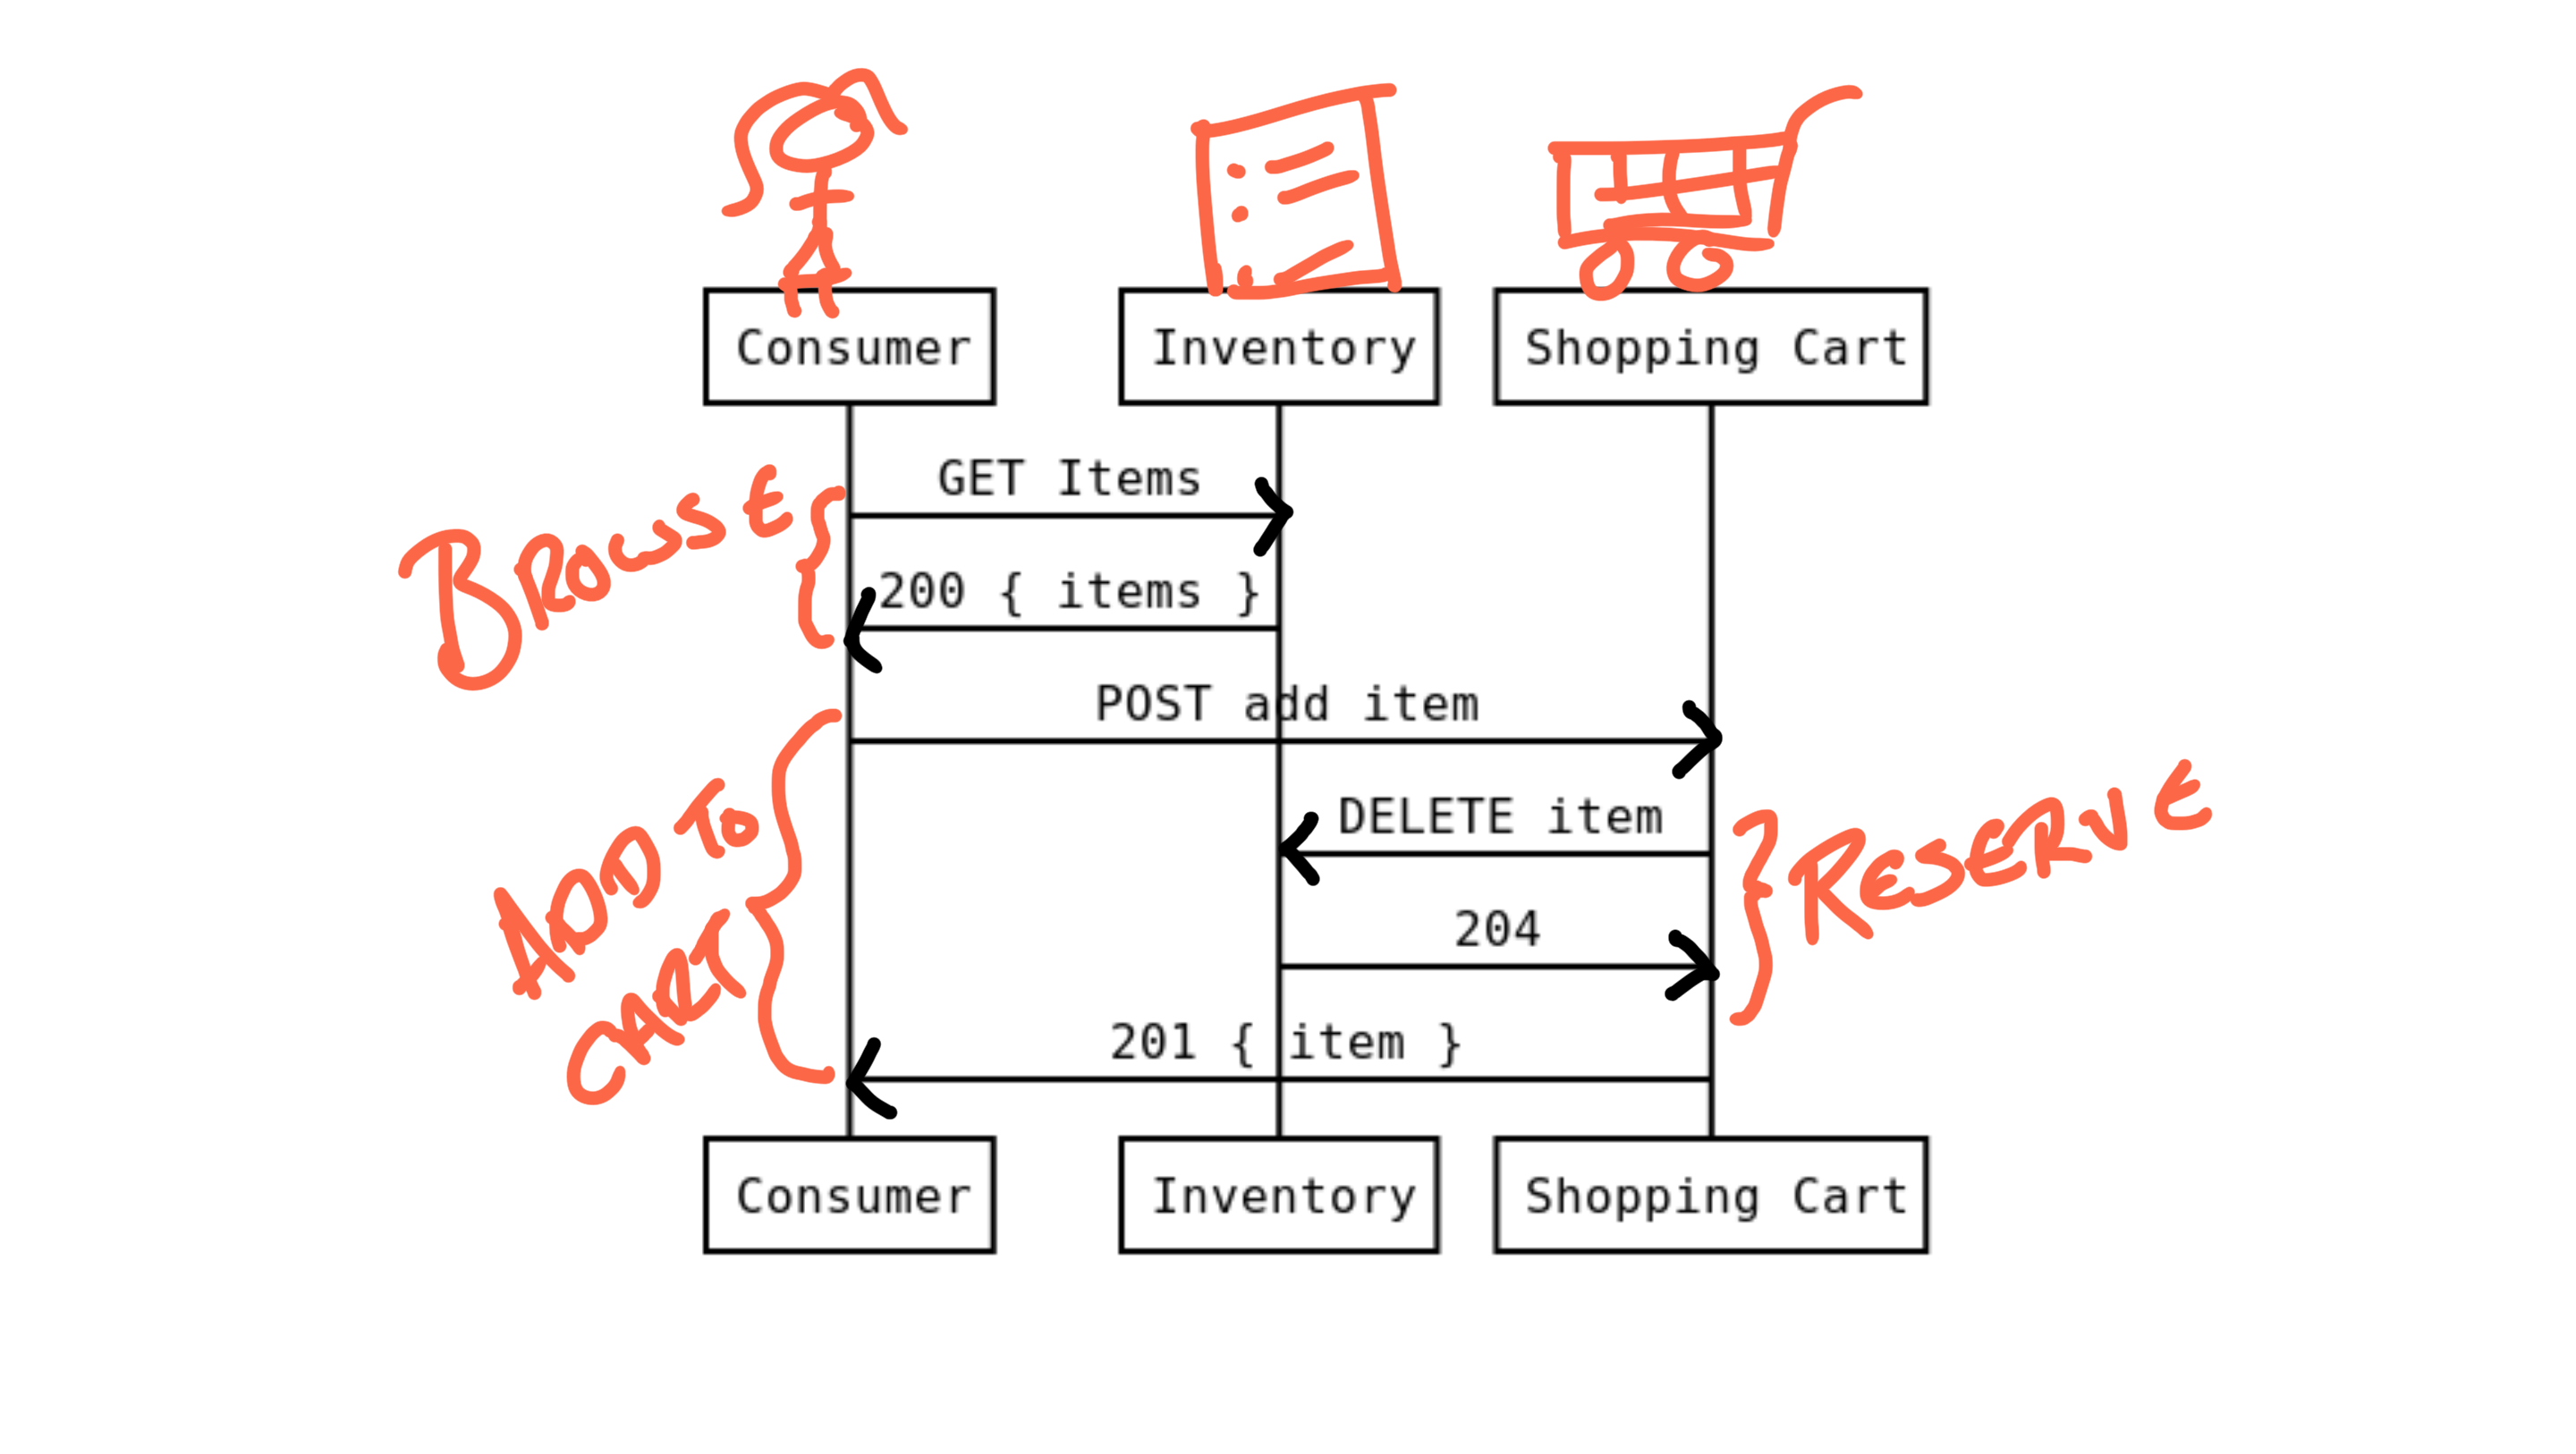 Consumer
Inventory
Shopping Cart
GET Items
BROWSE
200 { items }
POST add item
ADD TO
CART
DELETE item
RESERVE
204
201 { item }
Consumer
Inventory
Shopping Cart